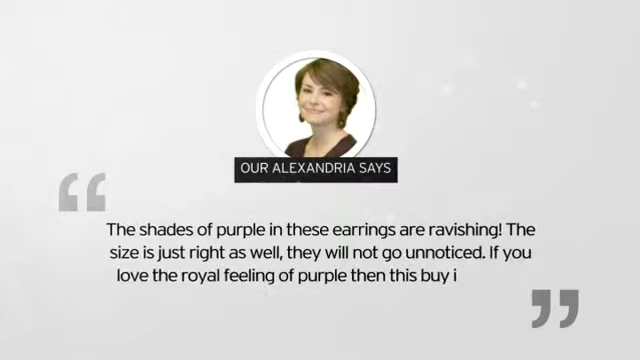 OUR ALEXANDRIA SAYS
The shades of purple in these earrings are ravishing! The
size is just right as well, they will not go unnoticed. If you
love the royal feeling of purple then this buy i